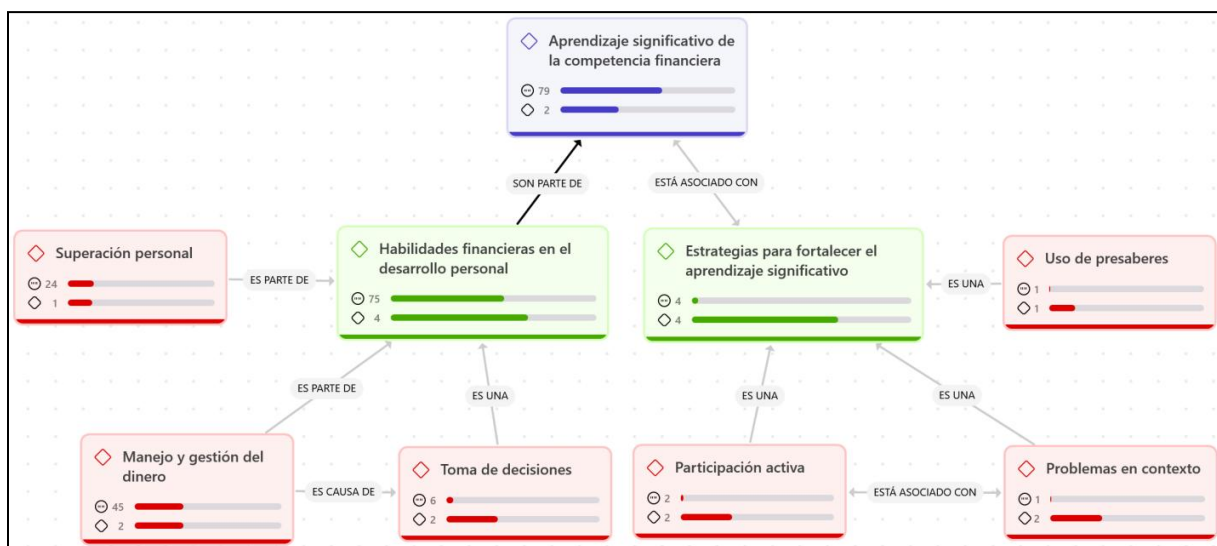 Aprendizaje significativo de
la competencia financiera
79
2
SON PARTE DE
ESTÁ ASOCIADO CON
Superación personal
24
1
ES PARTE DE
Habilidades financieras en el
desarrollo personal
75
4
Estrategias para fortalecer el
aprendizaje significativo
4
4
ES UNA
Uso de presaberes
1
1
ES PARTE DE
ES UNA
ES UNA
ES UNA
Manejo y gestión del
dinero
45
2
ES CAUSA DE
Toma de decisiones
6
2
Participación activa
2
2
ESTÁ ASOCIADO CON
Problemas en contexto
1
2